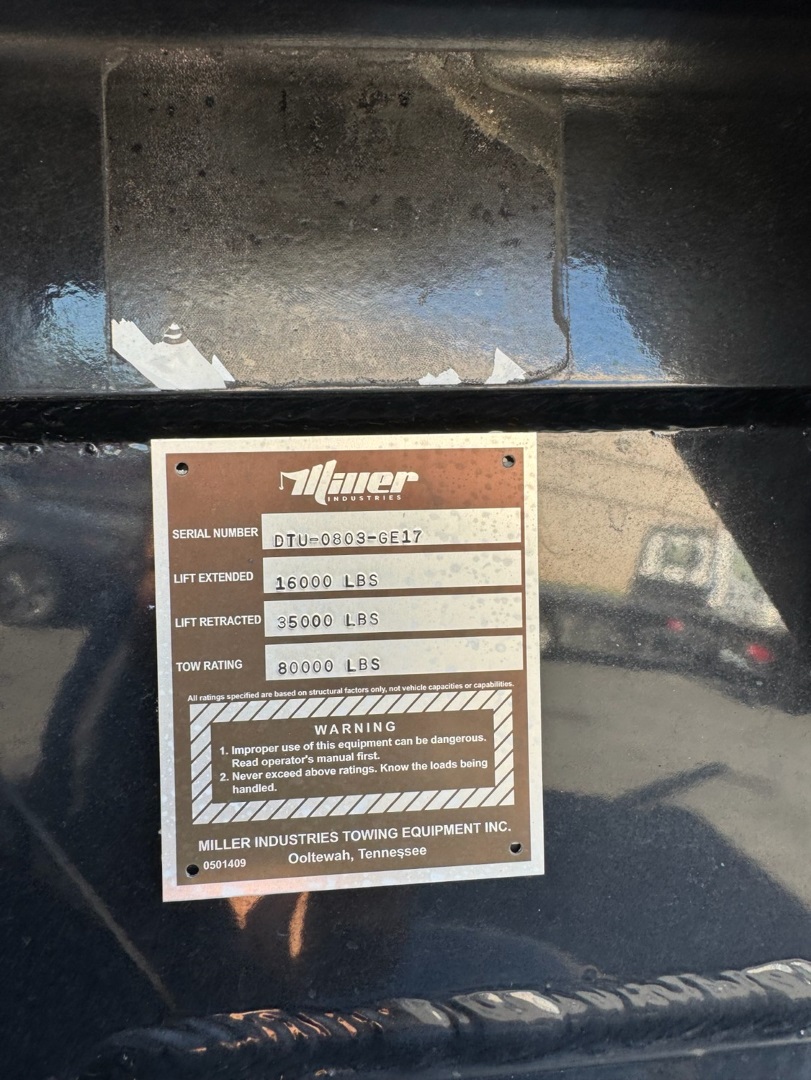 Miller
INDUSTRIES
SERIAL NUMBER DTU-0803-GE17
LIFT EXTENDED 16000 LBS
LIFT RETRACTED 35000 LBS
TOW RATING 80000 LBS
All ratings specified are based on structural factors only, not vehicle capacities or capabilities.
WARNING
1. Improper use of this equipment can be dangerous.
Read operator's manual first.
2. Never exceed above ratings. Know the loads being
handled.
MILLER INDUSTRIES TOWING EQUIPMENT INC.
0501409 Ooltewah, Tennessee